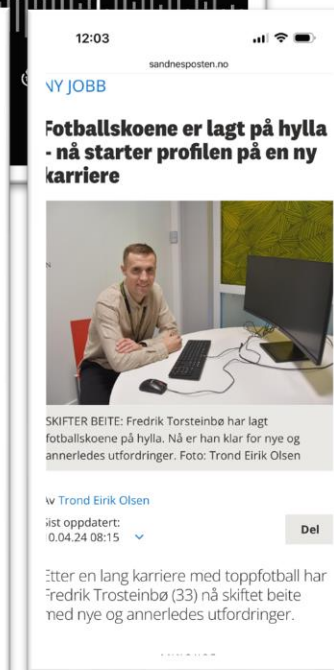 12:03
sandnesposten.no
NY JOBB
Fotballskoene er lagt på hylla
- nå starter profilen på en ny
karriere
SKIFTER BEITE: Fredrik Torsteinbø har lagt
fotballskoene på hylla. Nå er han klar for nye og
annerledes utfordringer. Foto: Trond Eirik Olsen
Av Trond Eirik Olsen
Sist oppdatert:
0.04.24 08:15
Del
Etter en lang karriere med toppfotball har
Fredrik Trosteinbø (33) nå skiftet beite
med nye og annerledes utfordringer.